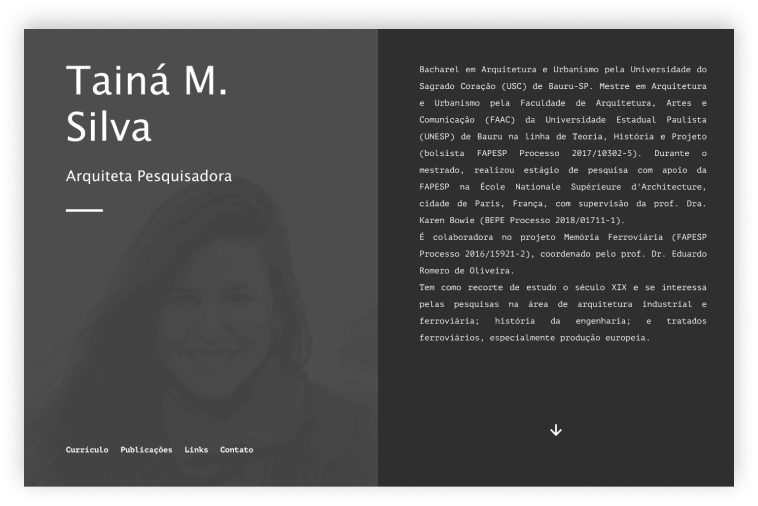 Tainá M.
Silva
Arquiteta Pesquisadora
Curriculo Publicações Links Contato
Bacharel em Arquitetura e Urbanismo pela Universidade do
Sagrado Coração (USC) de Bauru-SP. Mestre em Arquitetura
e Urbanismo pela Faculdade de Arquitetura, Artes e
Comunicação (FAAC) da Universidade Estadual Paulista
(UNESP) de Bauru na linha de Teoria, História e Projeto
(bolsista FAPESP Processo 2017/10302-5). Durante o
mestrado, realizou estágio de pesquisa com apoio da
FAPESP na École Nationale Supérieure d'Architecture,
cidade de Paris, França, com supervisão da prof. Dra.
Karen Bowie (BEPE Processo 2018/01711-1).
É colaboradora no projeto Memória Ferroviária (FAPESP
Processo 2016/15921-2), coordenado pelo prof. Dr. Eduardo
Romero de Oliveira.
Tem como recorte de estudo o século XIX e se interessa
pelas pesquisas na área de arquitetura industrial e
ferroviária; história da engenharia; e tratados
ferroviários, especialmente produção europeia.